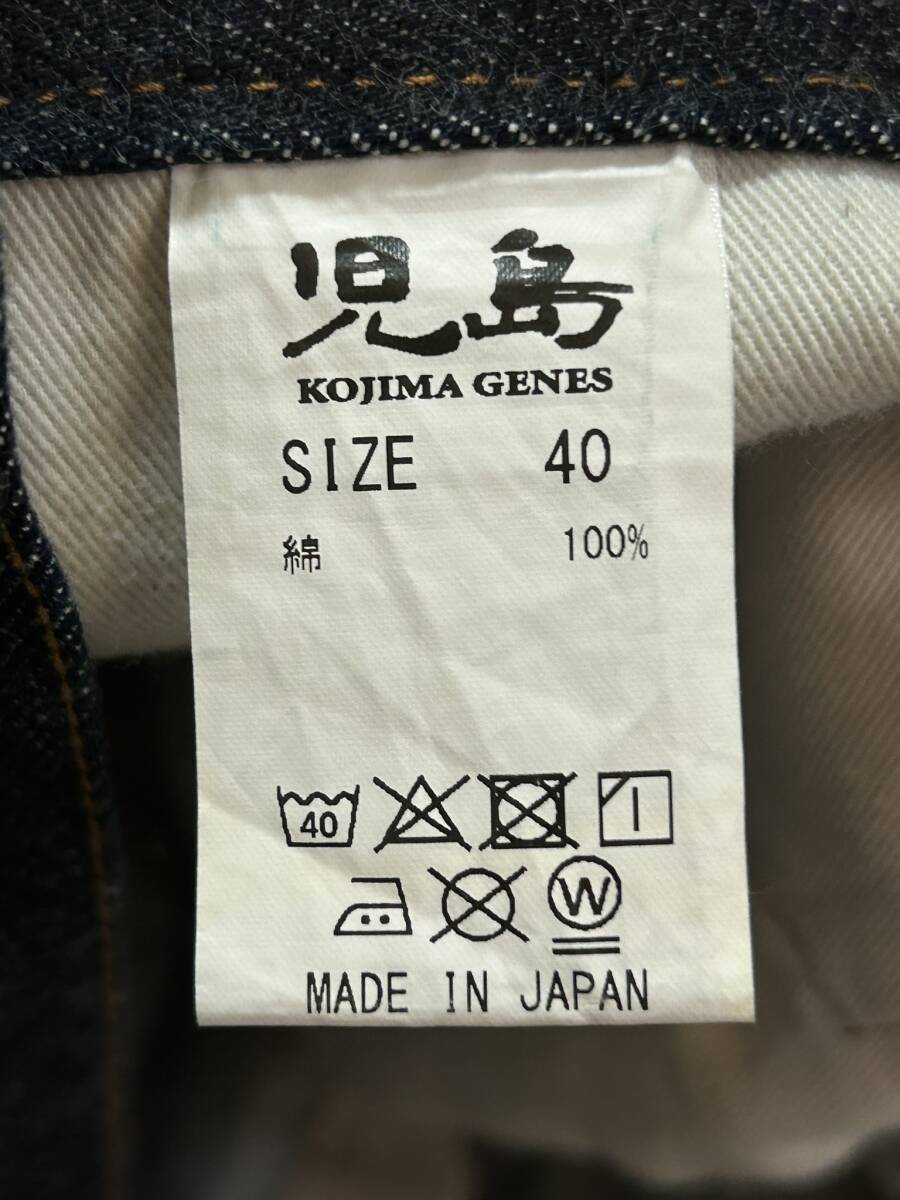 児島
KOJIMA GENES
SIZE 40
綿 100%
40
W
MADE IN JAPAN